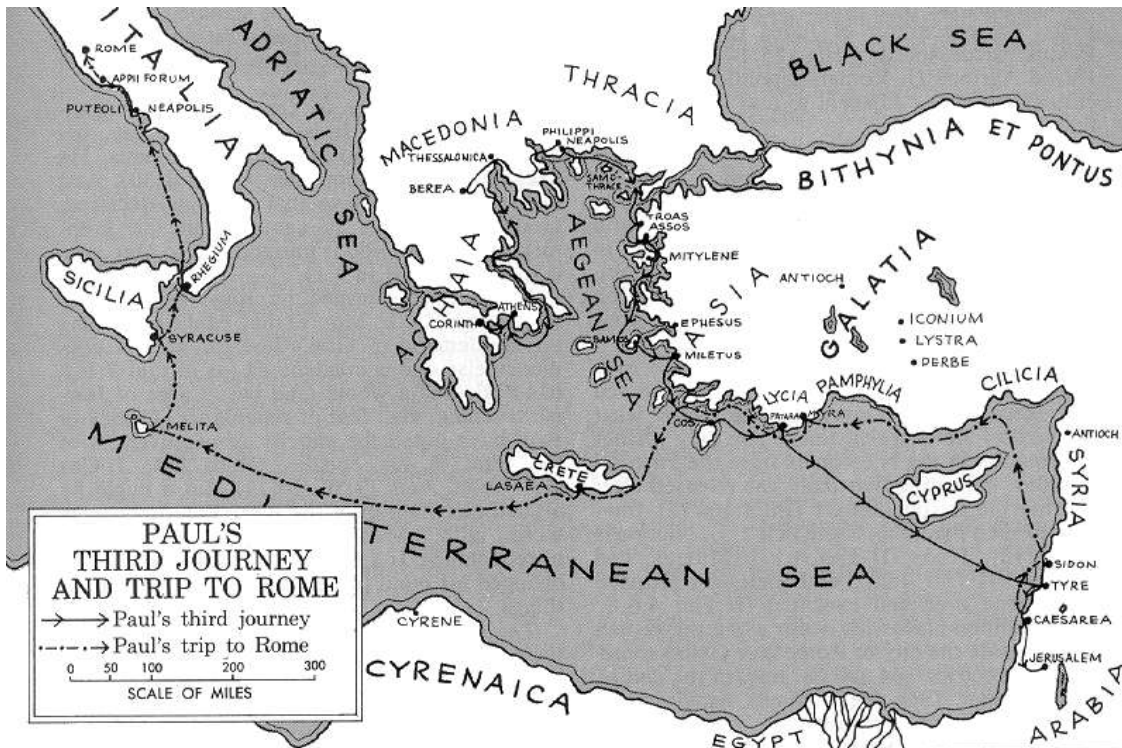 ITALIA
ROME
APPII FORUM
PUTEOLI
NEAPOLIS
ADRIATIC SEA
BLACK SEA
THRACIA
MACEDONIA
PHILIPPI
NEAPOLIS
THESSALONICA
BEREA
SAMO-
THRACE
BITHYNIA ET PONTUS
TROAS
ASSOS
MITYLENE
AEGEAN SEA
ASIA
ANTIOCH
GALATIA
ICONIUM
LYSTRA
DERBE
SICILIA
RHEGIUM
SYRACUSE
ACHAIA
ATHENS
CORINTH
EPHESUS
SAMOS
MILETUS
LYCIA
PAMPHYLIA
CILICIA
PATARA
MYRA
COS
ANTIOCH
SYRIA
MELITA
CRETE
LASAEA
CYPRUS
MEDITERRANEAN SEA
SIDON
TYRE
CAESAREA
JERUSALEM
ARABIA
CYRENE
CYRENAICA
EGYPT
PAUL'S
THIRD JOURNEY
AND TRIP TO ROME
Paul's third journey
Paul's trip to Rome
0 50 100 200 300
SCALE OF MILES